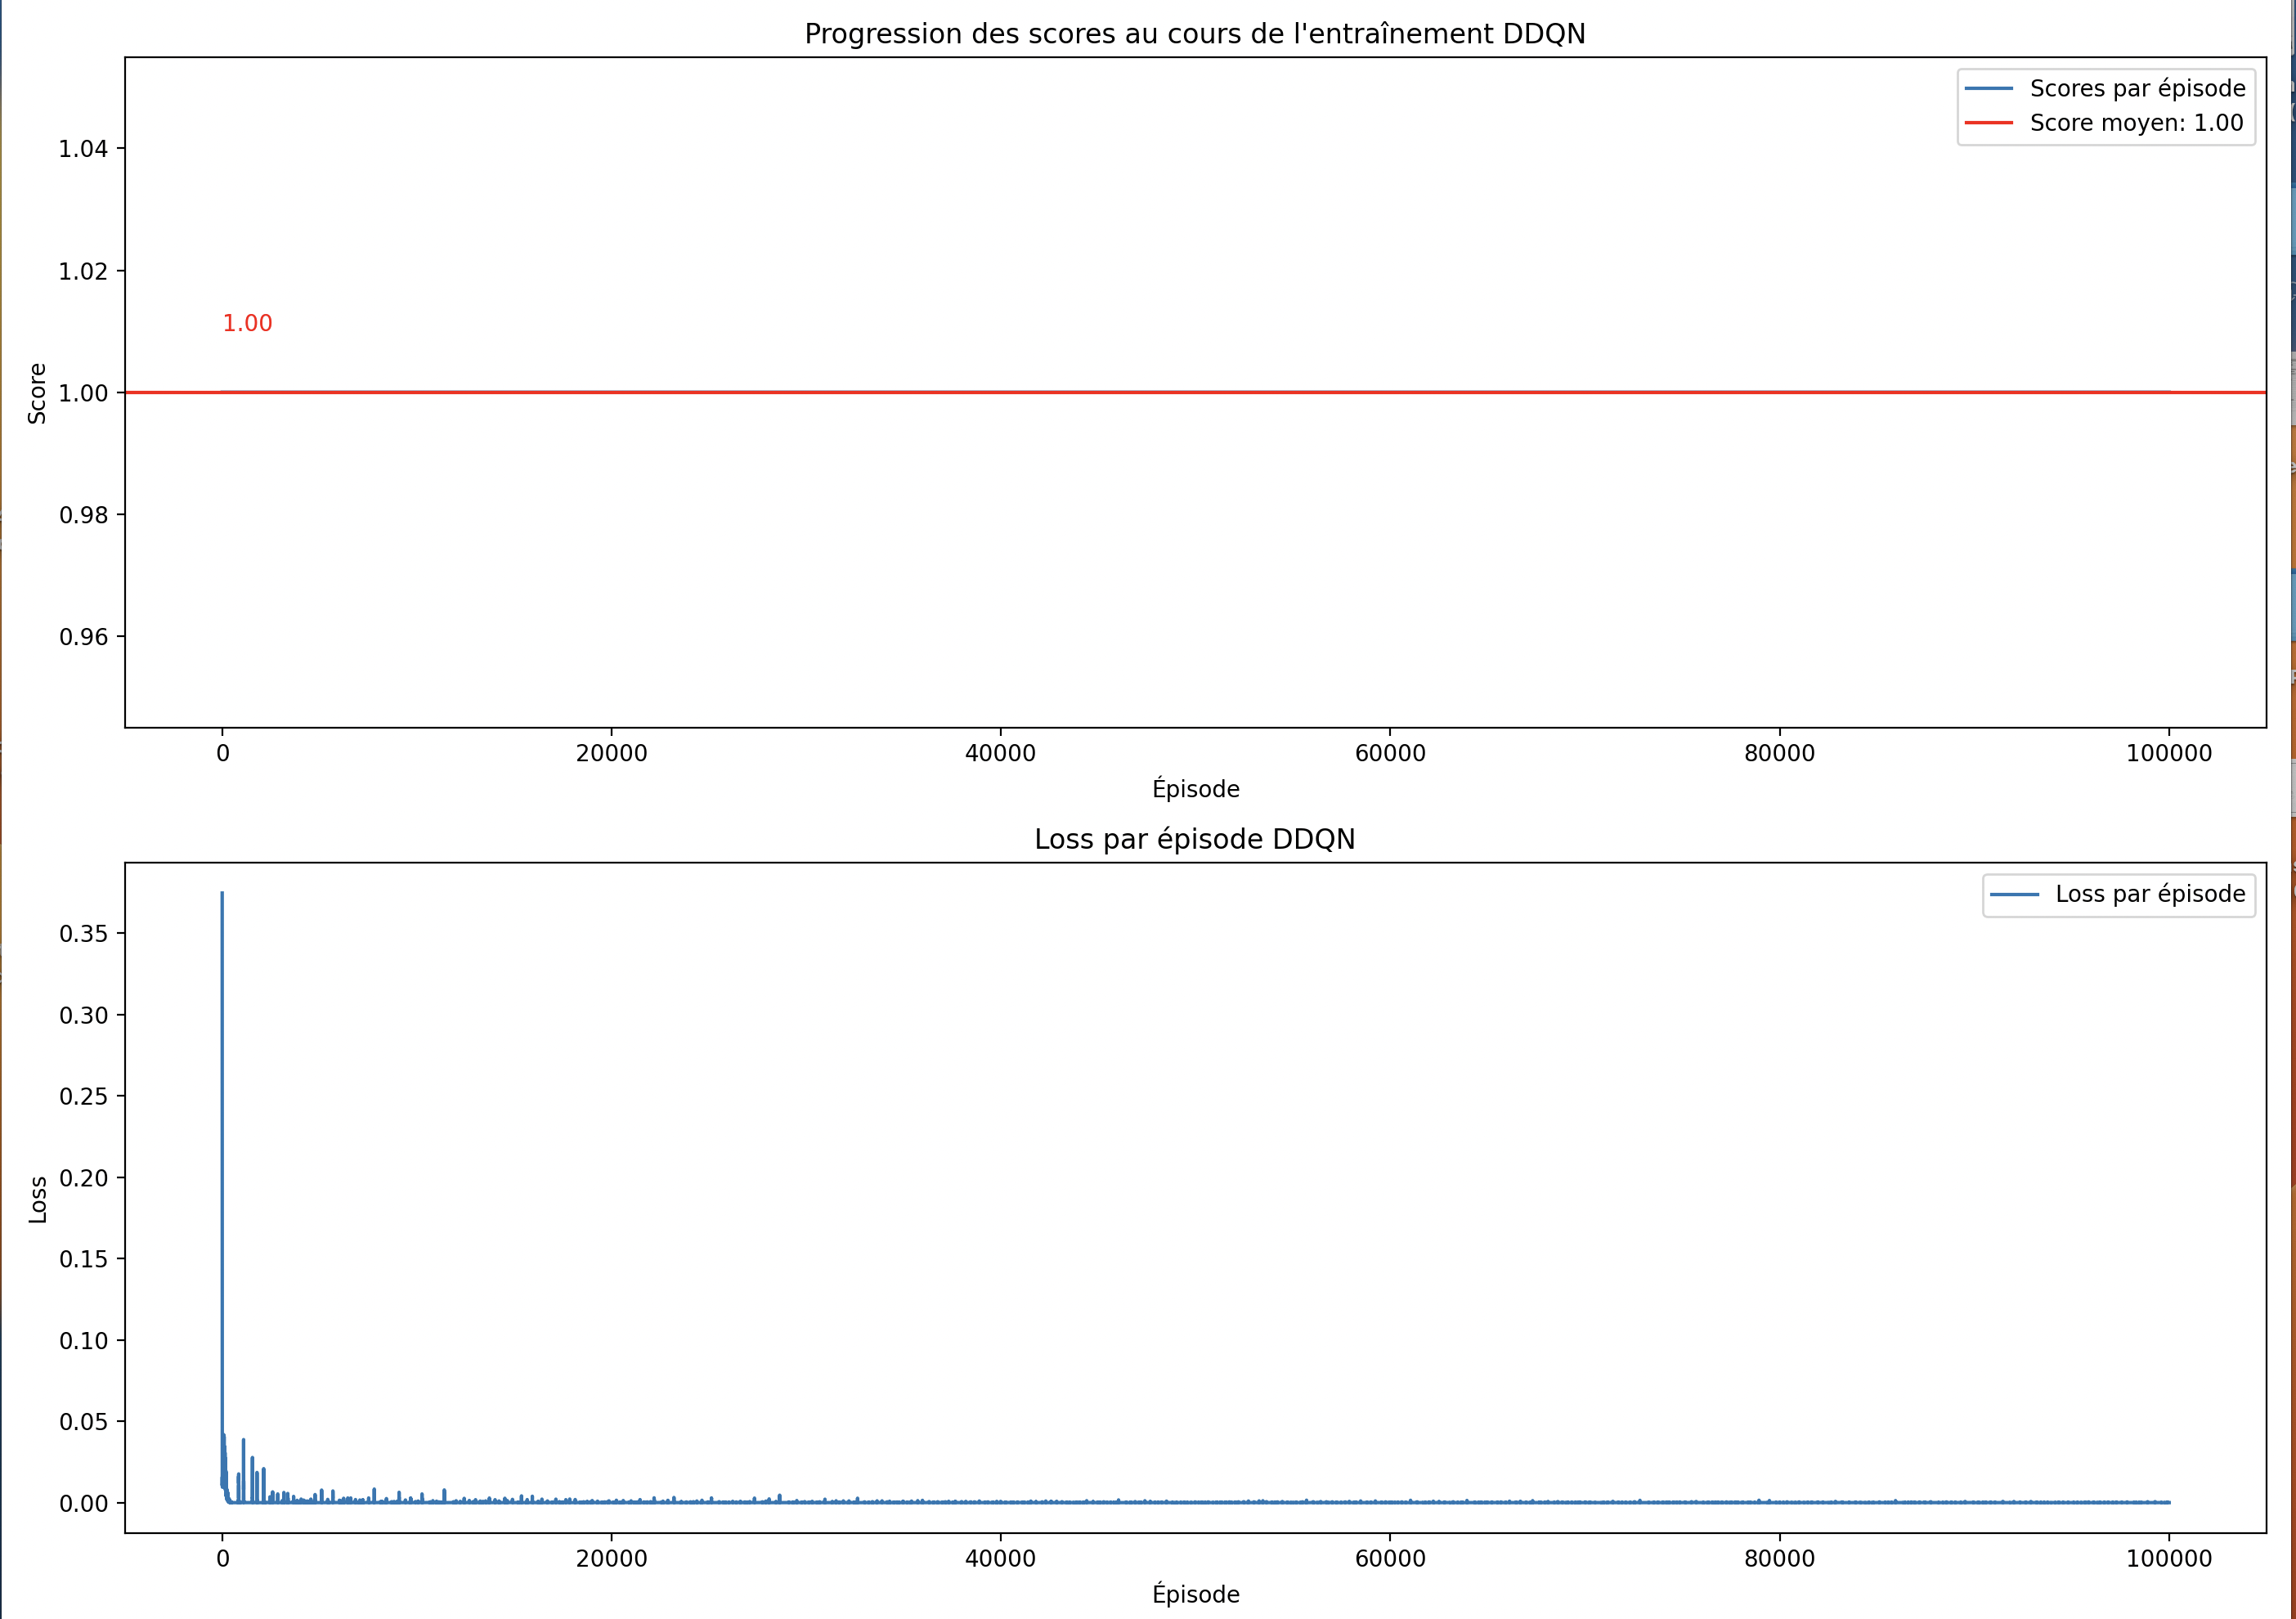 Progression des scores au cours de l'entraînement DDQN
Scores par épisode
Score moyen: 1.00
1.04
1.02
1.00
1.00
0.98
0.96
Score
0
20000
40000
60000
80000
100000
Épisode
Loss par épisode DDQN
Loss par épisode
0.35
0.30
0.25
0.20
0.15
0.10
0.05
0.00
Loss
0
20000
40000
60000
80000
100000
Épisode